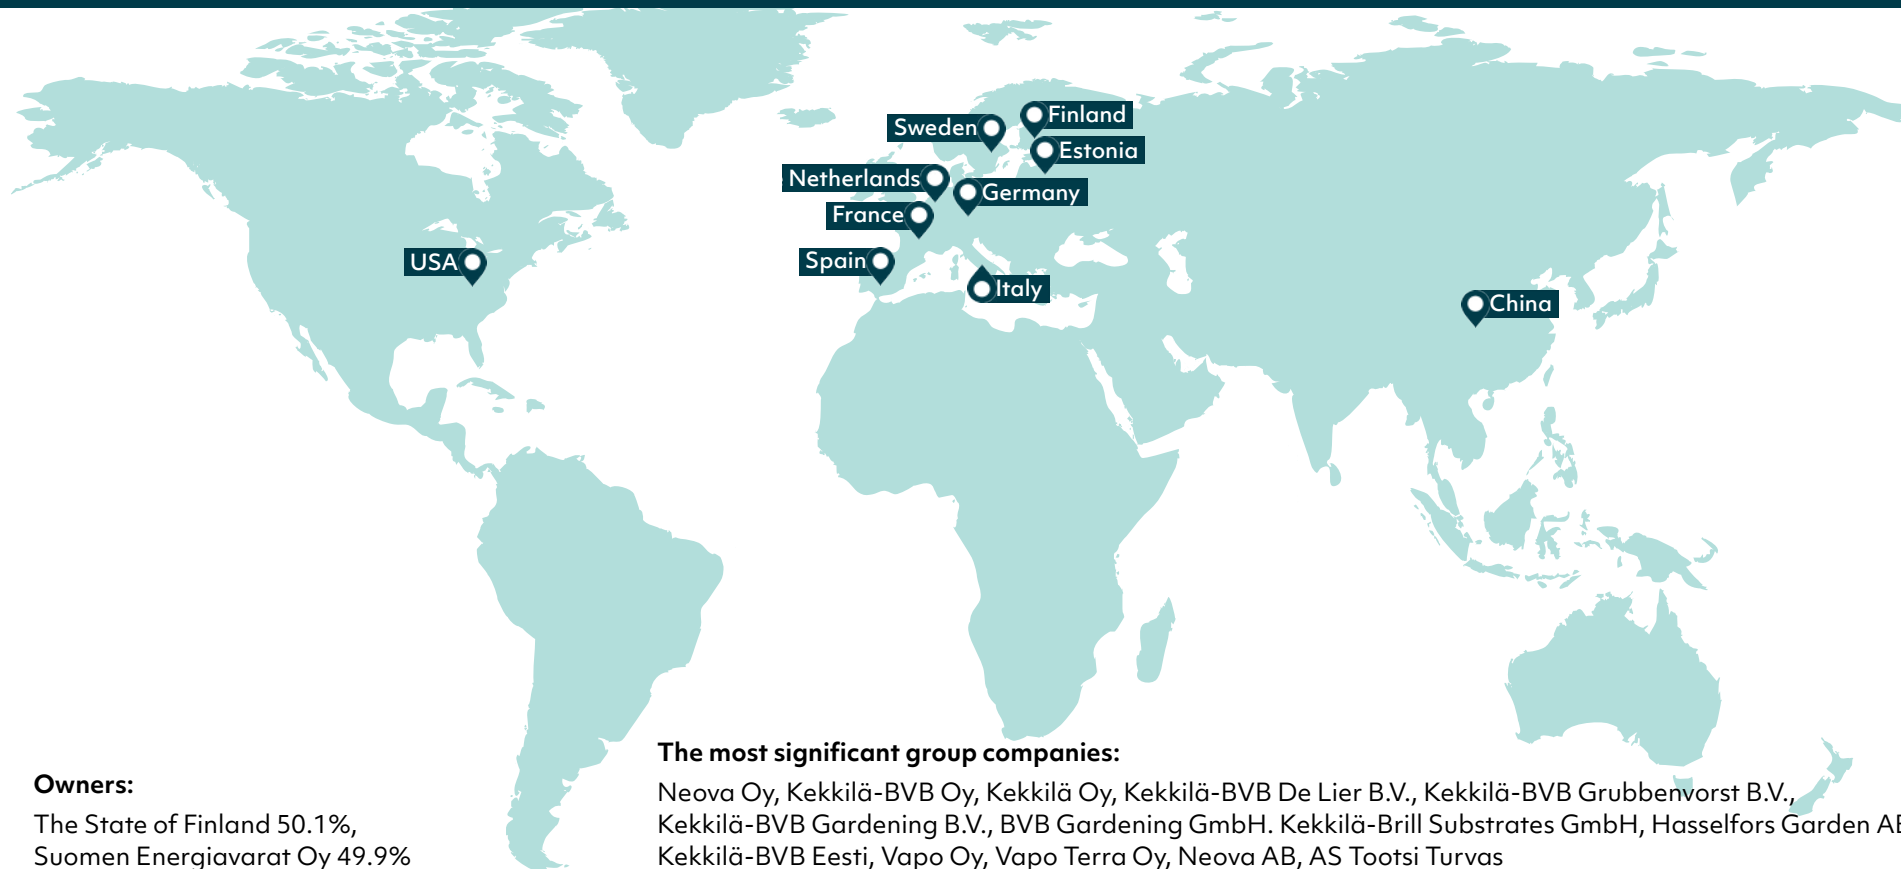 Finland
Sweden
Estonia
Netherlands
Germany
France
USA
Spain
Italy
China
The most significant group companies:
Neova Oy, Kekkilä-BVB Oy, Kekkilä Oy, Kekkilä-BVB De Lier B.V., Kekkilä-BVB Grubbenvorst B.V.,
Kekkilä-BVB Gardening B.V., BVB Gardening GmbH. Kekkilä-Brill Substrates GmbH, Hasselfors Garden AB
Kekkilä-BVB Eesti, Vapo Oy, Vapo Terra Oy, Neova AB, AS Tootsi Turvas
Owners:
The State of Finland 50.1%,
Suomen Energiavarat Oy 49.9%